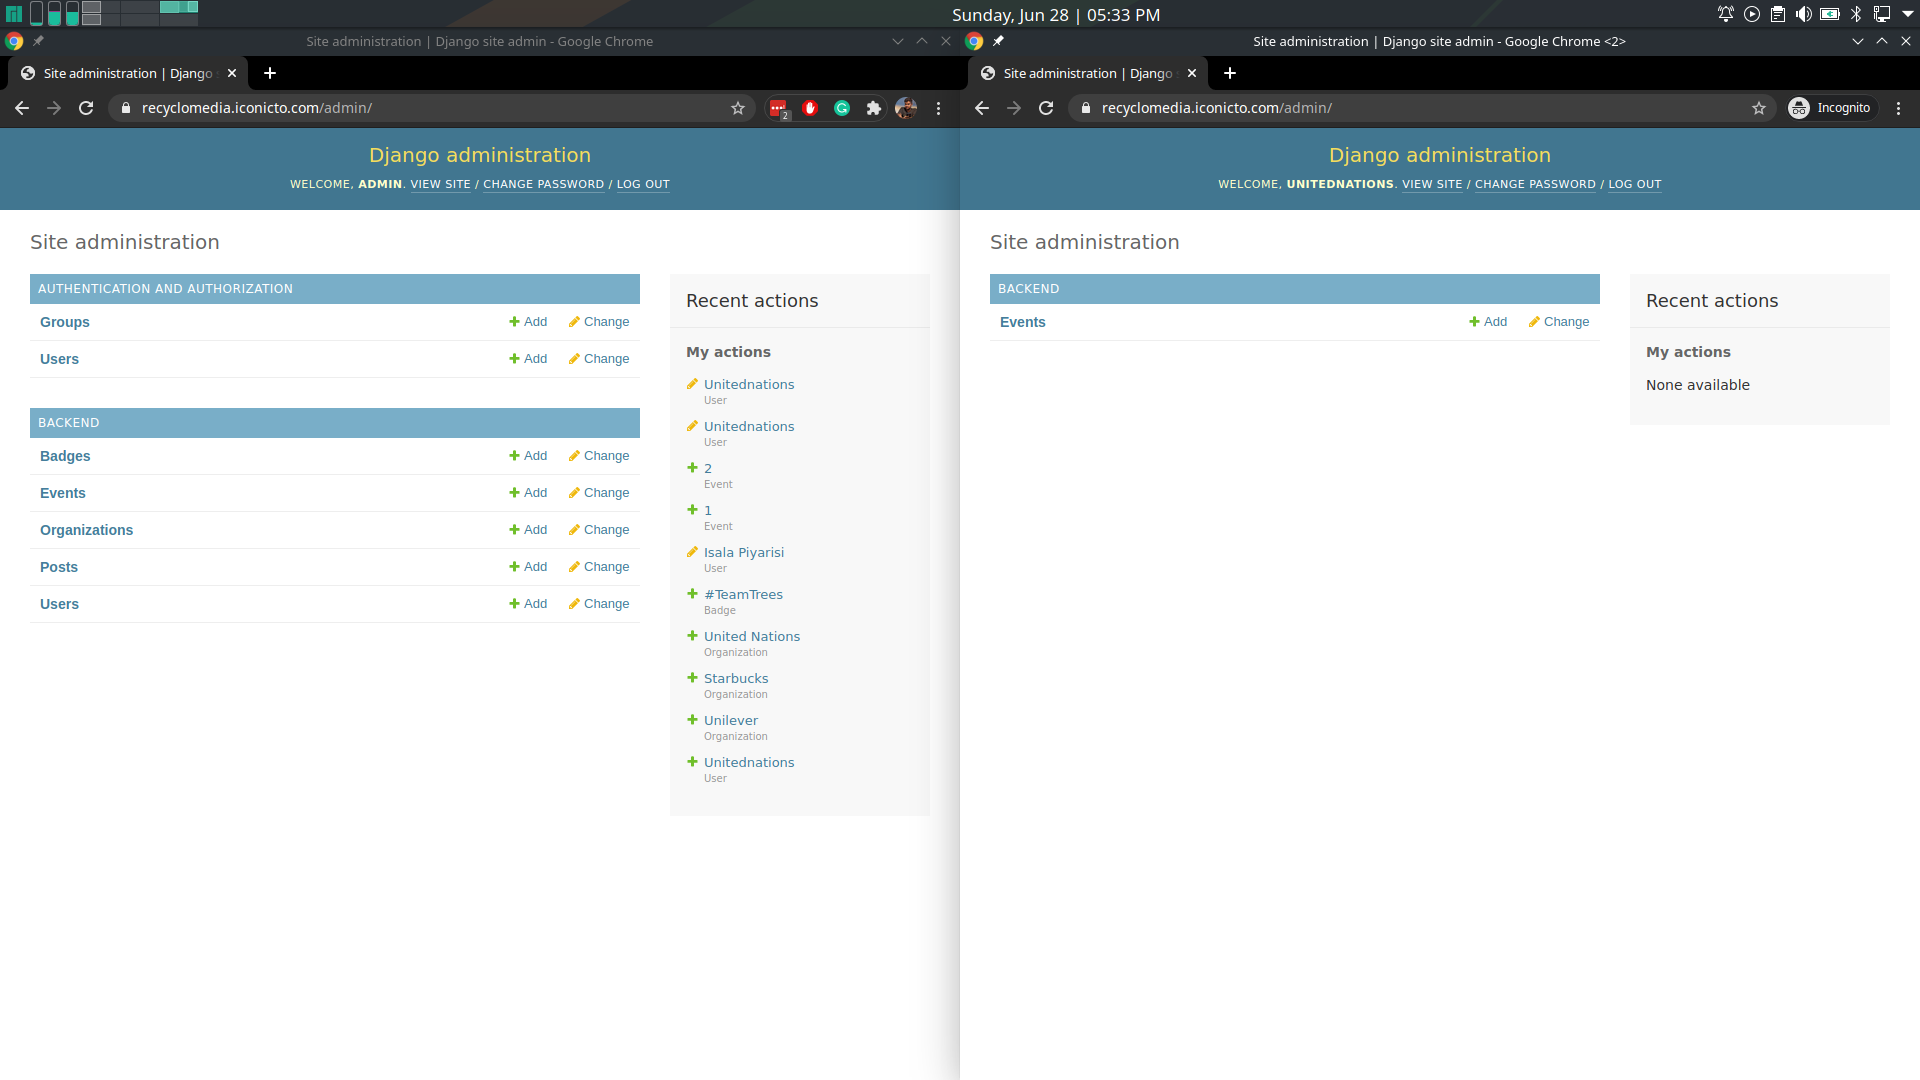 Sunday, Jun 28 | 05:33 PM
Site administration | Django site admin - Google Chrome
Site administration | Django
recyclomedia.iconicto.com/admin/
2
Django administration
WELCOME, ADMIN. VIEW SITE / CHANGE PASSWORD / LOG OUT
Site administration
AUTHENTICATION AND AUTHORIZATION
Groups Add Change
Users Add Change
BACKEND
Badges Add Change
Events Add Change
Organizations Add Change
Posts Add Change
Users Add Change
Recent actions
My actions
Unitednations
User
Unitednations
User
2
Event
1
Event
Isala Piyarisi
User
#TeamTrees
Badge
United Nations
Organization
Starbucks
Organization
Unilever
Organization
Unitednations
User
Site administration | Django site admin - Google Chrome <2>
Site administration | Django
recyclomedia.iconicto.com/admin/
Incognito
Django administration
WELCOME, UNITEDNATIONS. VIEW SITE / CHANGE PASSWORD / LOG OUT
Site administration
BACKEND
Events Add Change
Recent actions
My actions
None available